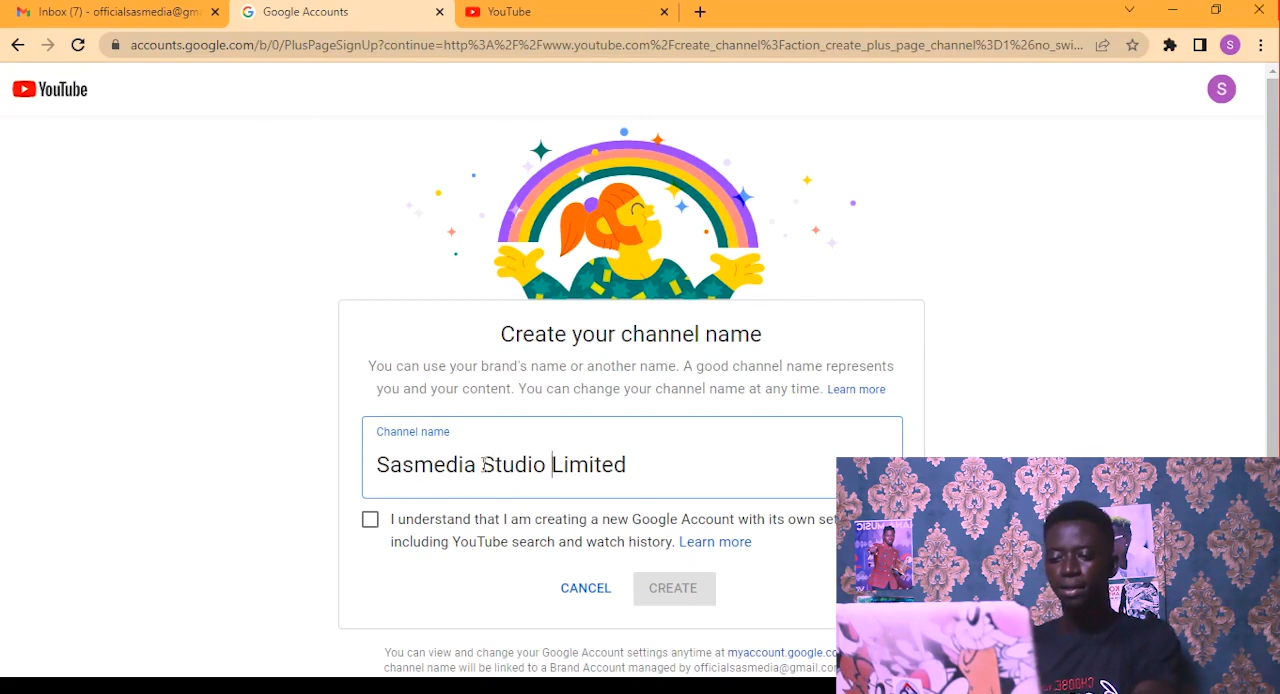 Inbox (7) - officialsasmedia@gm
Google Accounts
YouTube
accounts.google.com/b/0/PlusPageSignUp?continue=http%3A%2F%2Fwww.youtube.com%2Fcreate_channel%3Faction_create_plus_page_channel%3D1%26no_swi...
S
YouTube
S
Create your channel name
You can use your brand's name or another name. A good channel name represents
you and your content. You can change your channel name at any time. Learn more
Channel name
Sasmedia Studio Limited
I understand that I am creating a new Google Account with its own set
including YouTube search and watch history. Learn more
CANCEL
CREATE
You can view and change your Google Account settings anytime at myaccount.google.co
channel name will be linked to a Brand Account managed by officialsasmedia@gmail.com